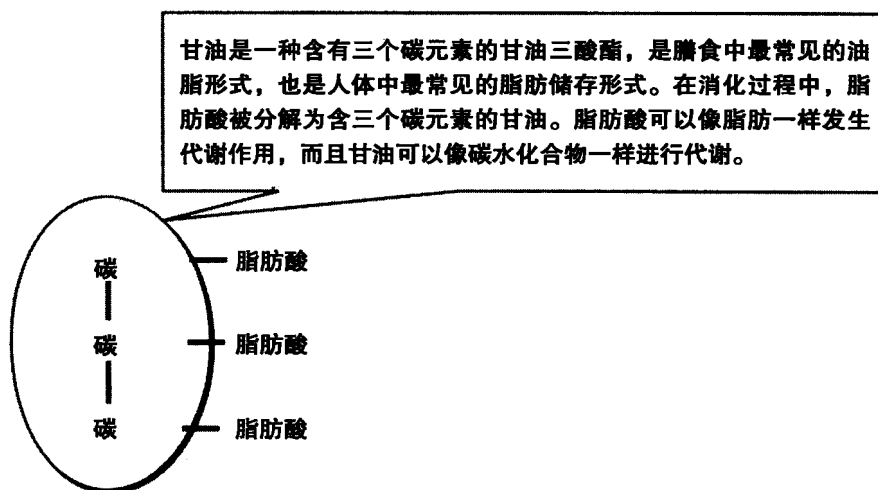 甘油是一种含有三个碳元素的甘油三酸酯，是膳食中最常见的油
脂形式，也是人体中最常见的脂肪储存形式。在消化过程中，脂
肪酸被分解为含三个碳元素的甘油。脂肪酸可以像脂肪一样发生
代谢作用，而且甘油可以像碳水化合物一样进行代谢。
碳 脂肪酸
碳 脂肪酸
碳 脂肪酸